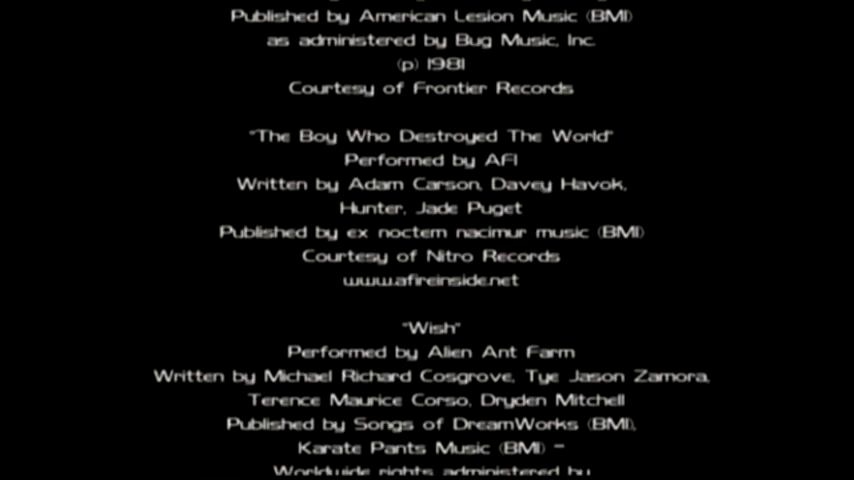 Published by American Lesion Music (BMI)
as administered by Bug Music, Inc.
(p) 1981
Courtesy of Frontier Records
"The Boy Who Destroyed The World"
Performed by AFI
Written by Adam Carson, Davey Havok,
Hunter, Jade Puget
Published by ex noctem nacimur music (BMI)
Courtesy of Nitro Records
www.afireinside.net
"Wish"
Performed by Alien Ant Farm
Written by Michael Richard Cosgrove, Tye Jason Zamora,
Terence Maurice Corso, Dryden Mitchell
Published by Songs of DreamWorks (BMI),
Karate Pants Music (BMI) -
Worldwide rights administered by